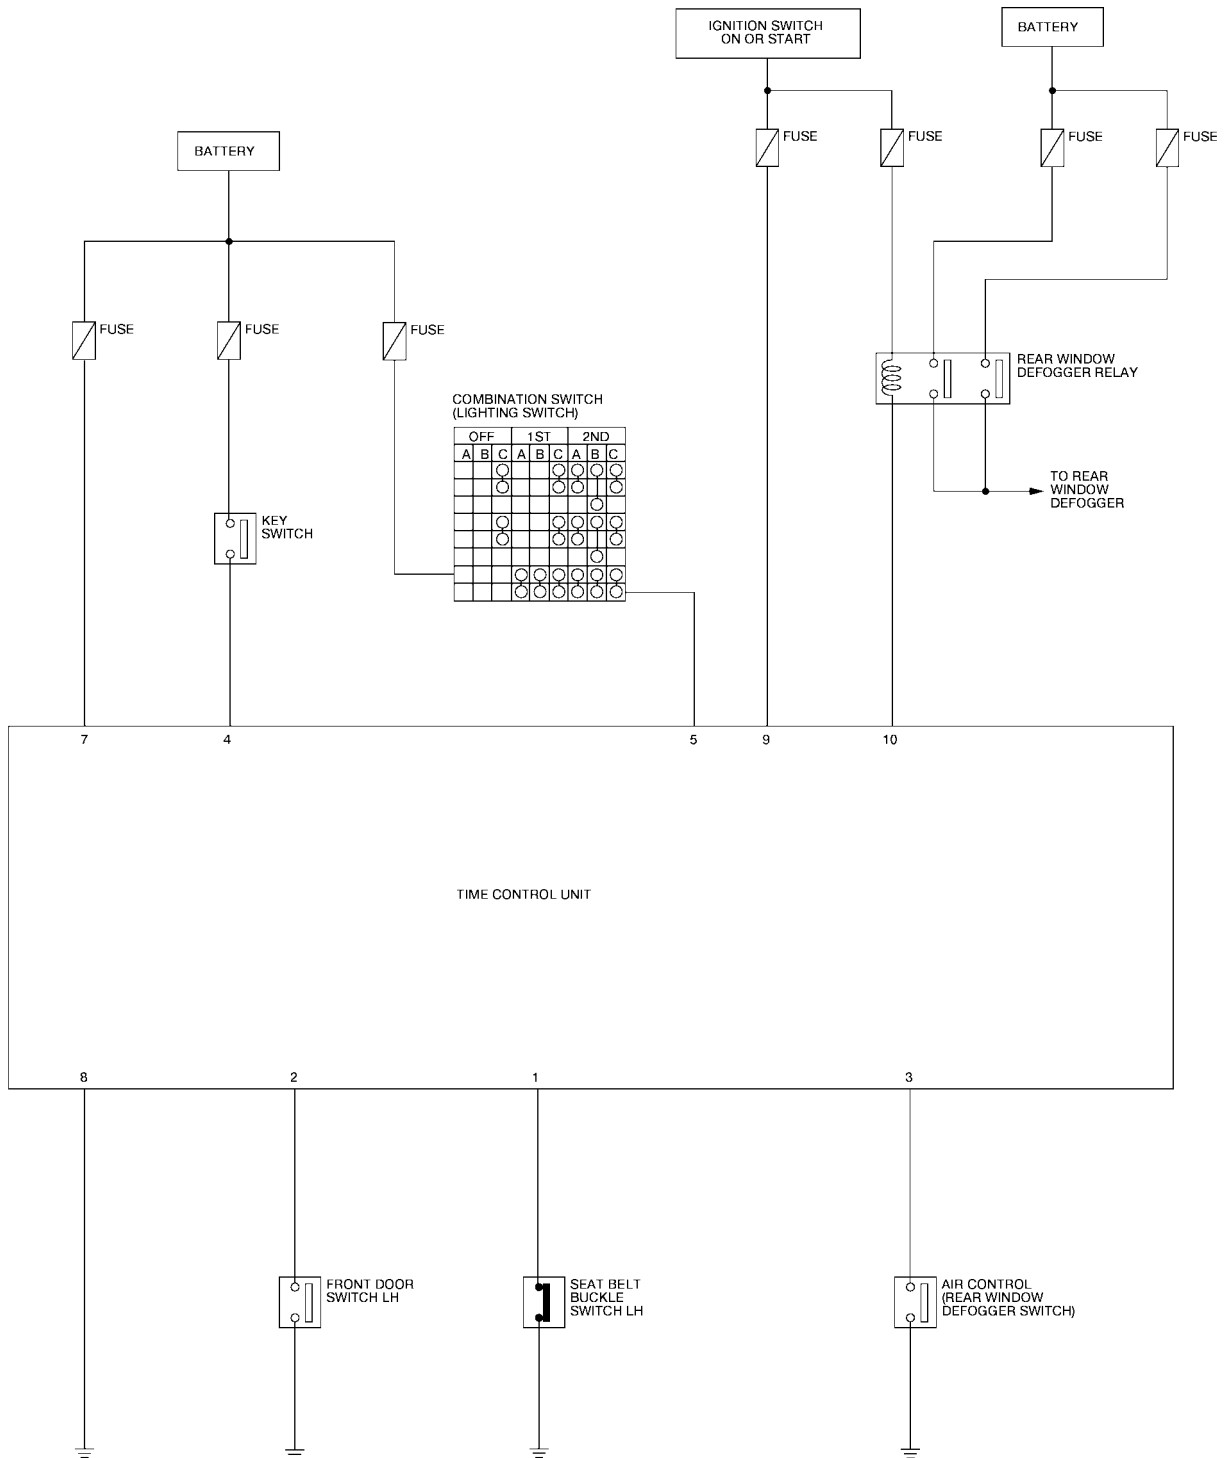 IGNITION SWITCH
ON OR START
BATTERY
FUSE
FUSE
FUSE
FUSE
BATTERY
FUSE
FUSE
FUSE
REAR WINDOW
DEFOGGER RELAY
COMBINATION SWITCH
(LIGHTING SWITCH)
OFF 1ST 2ND
A B C A B C A B C
TO REAR
WINDOW
DEFOGGER
KEY
SWITCH
7 4 5 9 10
TIME CONTROL UNIT
8 2 1 3
FRONT DOOR
SWITCH LH
SEAT BELT
BUCKLE
SWITCH LH
AIR CONTROL
(REAR WINDOW
DEFOGGER SWITCH)